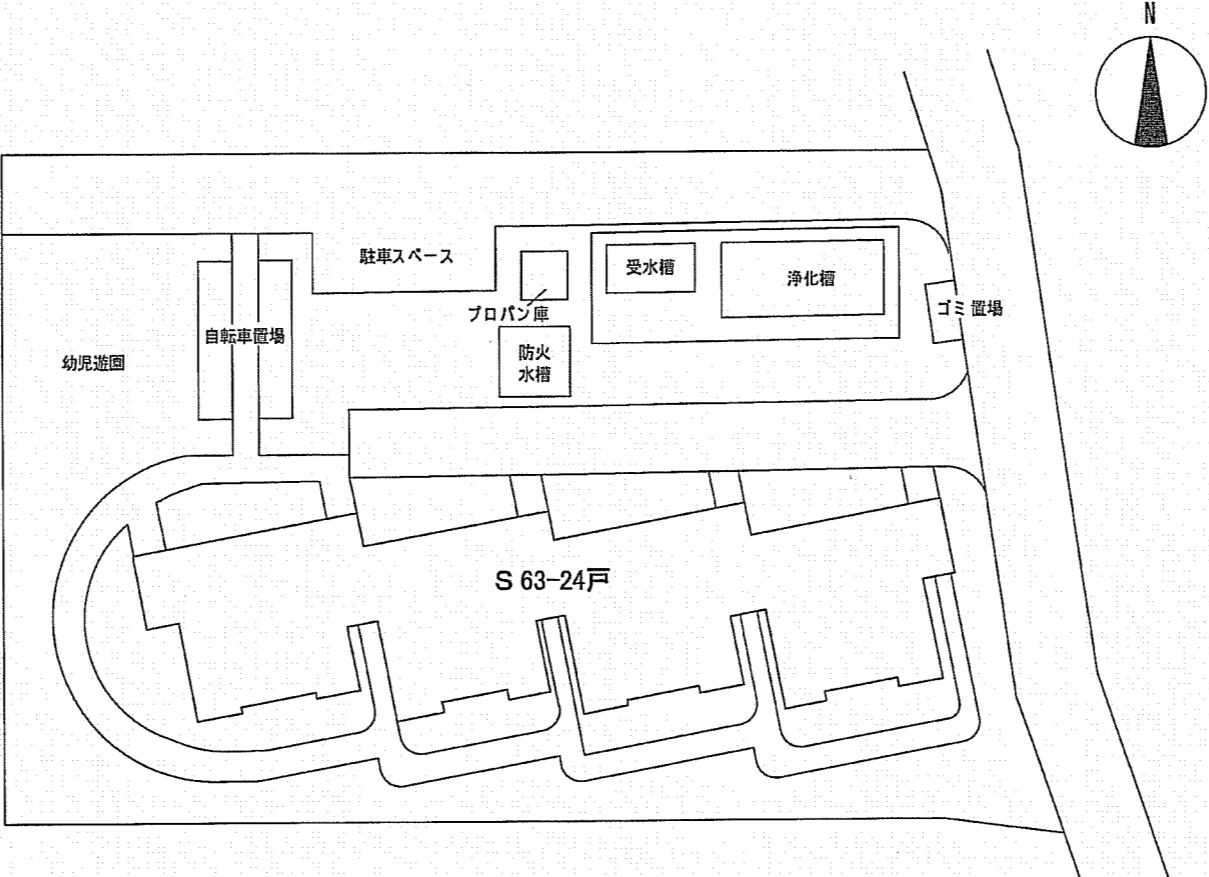 N
駐車スペース
受水槽
浄化槽
プロパン庫
ゴミ置場
自転車置場
防火
水槽
幼児遊園
S 63-24戸